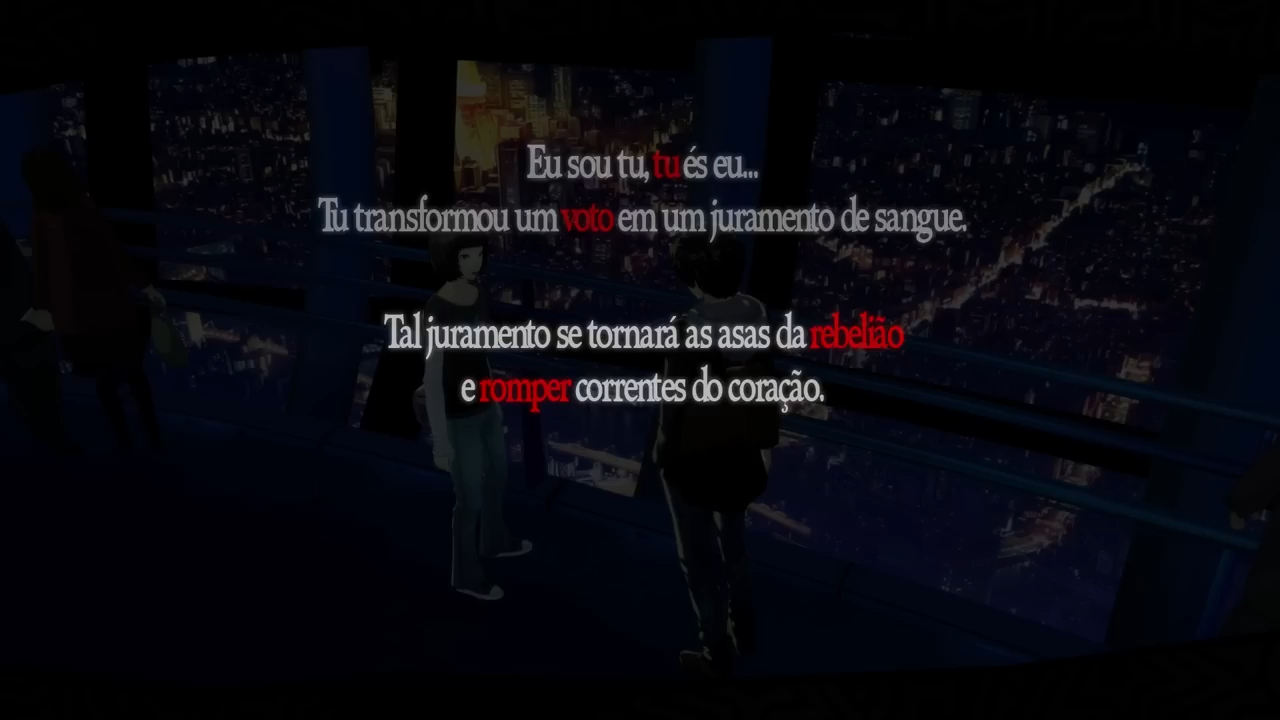 Eu sou tu, tu és eu...
Tu transformou um voto em um juramento de sangue.
Tal juramento se tornará as asas da rebelião
e romper correntes do coração.